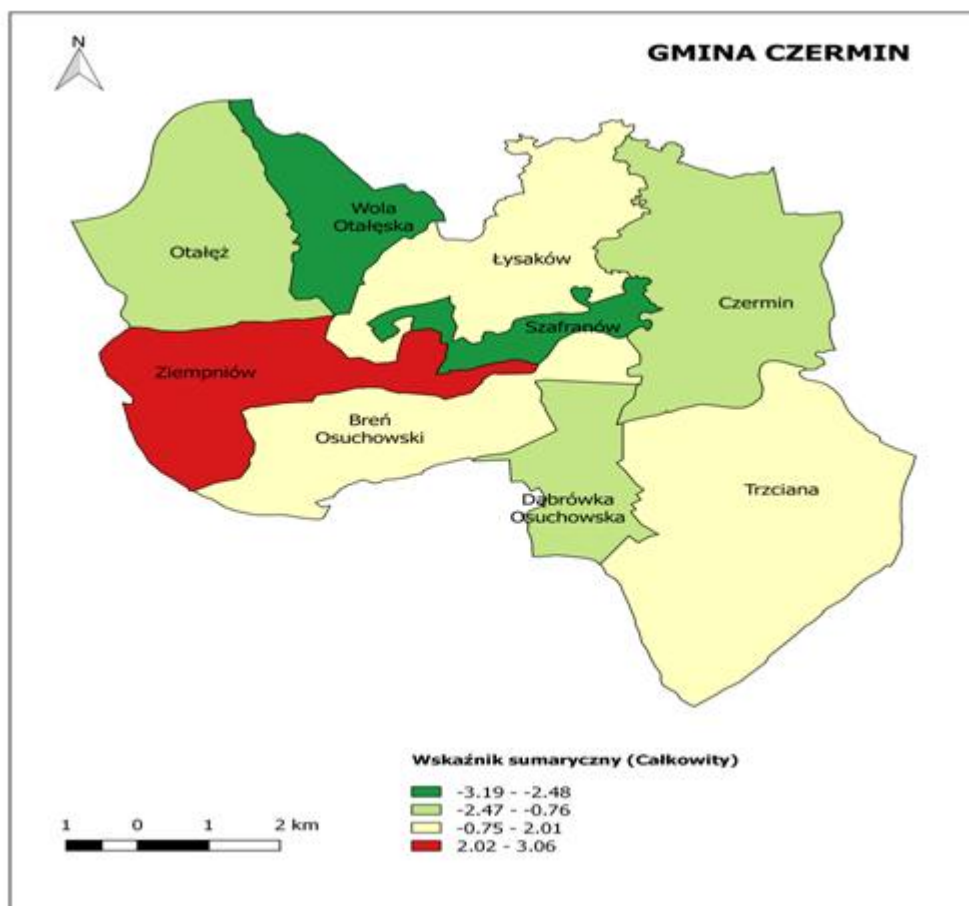 N
GMINA CZERMIN
Wola
Otałęska
Otałęż
Łysaków
Czermin
Szafranów
Ziempniów
Breń
Osuchowski
Trzciana
Dąbrówka
Osuchowska
Wskaźnik sumaryczny (Całkowity)
-3.19 - -2.48
-2.47 - -0.76
-0.75 - 2.01
2.02 - 3.06
1 0 1 2 km